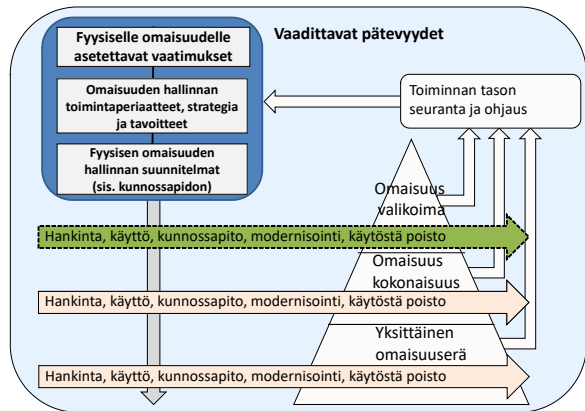 Vaadittavat pätevyydet
Fyysiselle omaisuudelle
asetettavat vaatimukset
Omaisuuden hallinnan
toimintaperiaatteet, strategia
ja tavoitteet
Fyysisen omaisuuden
hallinnan suunnitelmat
(sis. kunnossapidon)
Toiminnan tason
seuranta ja ohjaus
Omaisuus
valikoima
Hankinta, käyttö, kunnossapito, modernisointi, käytöstä poisto
Omaisuus
kokonaisuus
Hankinta, käyttö, kunnossapito, modernisointi, käytöstä poisto
Yksittäinen
omaisuuserä
Hankinta, käyttö, kunnossapito, modernisointi, käytöstä poisto